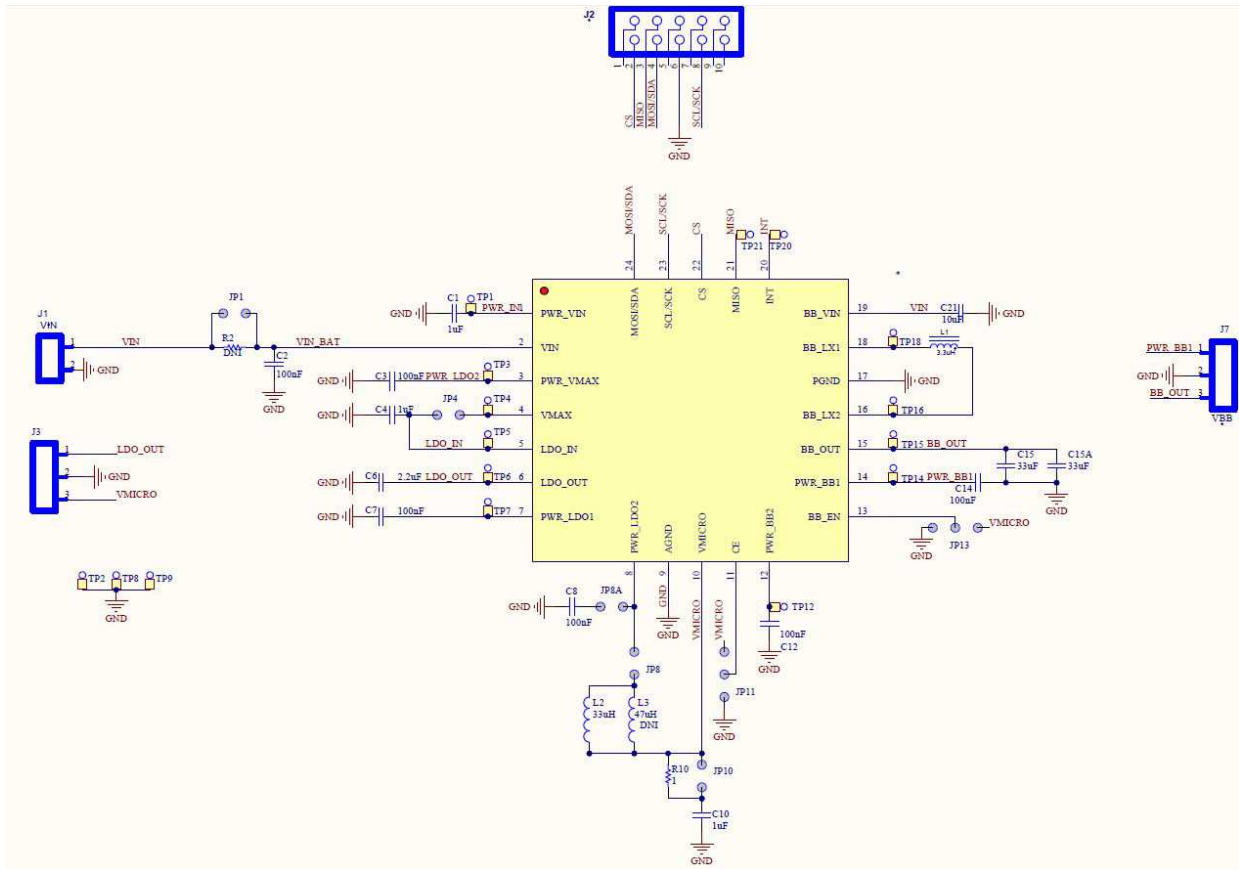 J2
1
2
3
4
5
6
7
8
9
10
CS
MISO
MOSI/SDA
SCL/SCK
GND
MOSI/SDA
SCL/SCK
CS
MISO
INT
TP21
TP20
24
23
22
21
20
MOSI/SDA
SCL/SCK
CS
MISO
INT
J1
VIN
1
2
VIN
GND
JP1
R2
DNI
VIN_BAT
C2
100nF
GND
GND
C1
1uF
TP1
PWR_IN
1
PWR_VIN
2
VIN
GND
C3
100nF
PWR_LDO2
TP3
3
PWR_VMAX
GND
C4
1uF
JP4
TP4
4
VMAX
LDO_IN
TP5
5
LDO_IN
GND
C6
2.2uF
LDO_OUT
TP6
6
LDO_OUT
GND
C7
100nF
TP7
7
PWR_LDO1
J3
1
2
3
LDO_OUT
GND
VMICRO
TP2
TP8
TP9
GND
BB_VIN
19
VIN
C21
10uF
GND
BB_LX1
18
TP18
L1
3.3uH
PGND
17
GND
BB_LX2
16
TP16
BB_OUT
15
TP15
BB_OUT
C15
33uF
C15A
33uF
PWR_BB1
14
TP14
PWR_BB1
C14
100nF
GND
BB_EN
13
VMICRO
JP13
GND
J7
PWR_BB1
1
GND
2
BB_OUT
3
VBB
PWR_LDO2
AGND
VMICRO
CE
PWR_BB2
8
9
10
11
12
GND
C8
100nF
JP8A
GND
GND
VMICRO
VMICRO
TP12
100nF
C12
GND
JP8
JP11
GND
L2
33uH
L3
47uH
DNI
R10
1
JP10
C10
1uF
GND